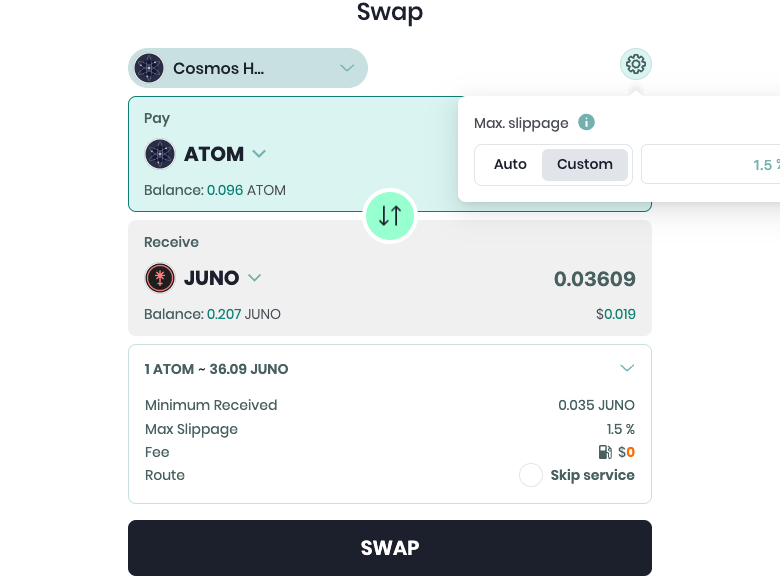 Swap
Cosmos H...
Pay
Max. slippage
ATOM
Auto Custom 1.5 %
Balance: 0.096 ATOM
Receive
JUNO 0.03609
Balance: 0.207 JUNO $0.019
1 ATOM ~ 36.09 JUNO
Minimum Received 0.035 JUNO
Max Slippage 1.5 %
Fee $0
Route Skip service
SWAP